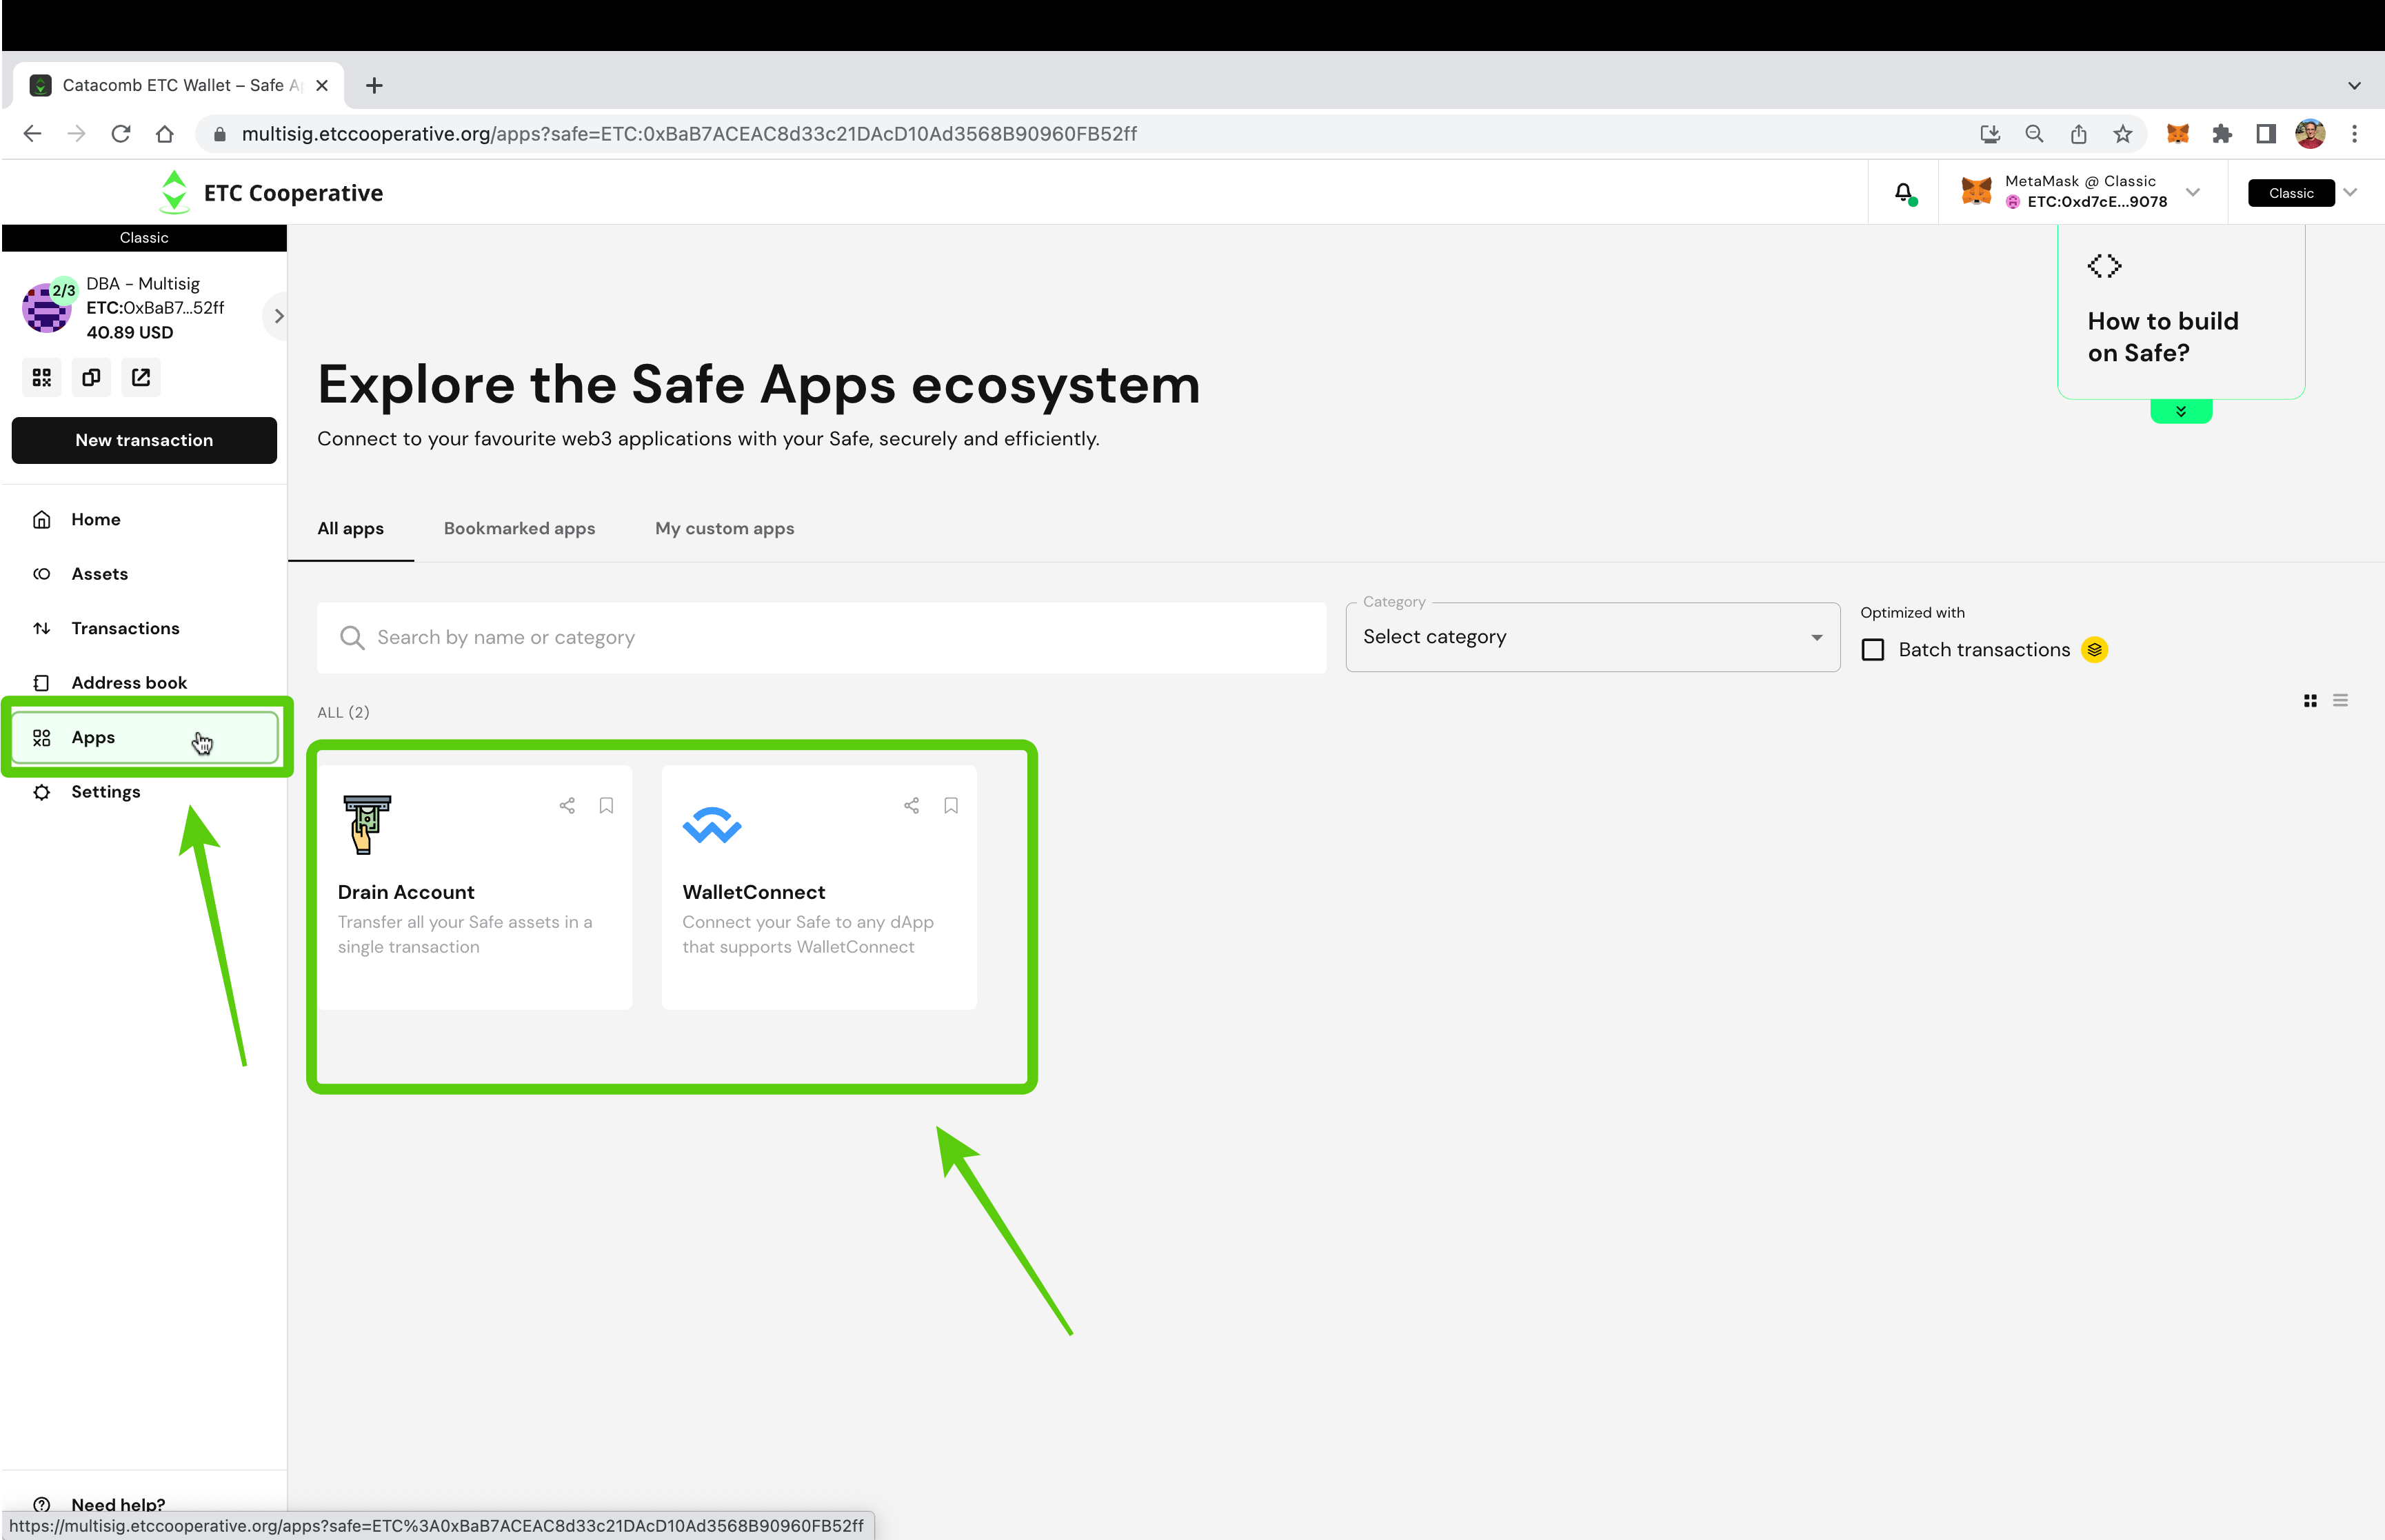 Catacomb ETC Wallet – Safe A
multisig.etccooperative.org/apps?safe=ETC:0xBaB7ACEAC8d33c21DAcD10Ad3568B90960FB52ff
ETC Cooperative
MetaMask @ Classic
ETC:0xd7cE...9078
Classic
Classic
2/3
DBA - Multisig
ETC:0xBaB7...52ff
40.89 USD
New transaction
Home
Assets
Transactions
Address book
Apps
Settings
Need help?
How to build
on Safe?
Explore the Safe Apps ecosystem
Connect to your favourite web3 applications with your Safe, securely and efficiently.
All apps
Bookmarked apps
My custom apps
Search by name or category
Category
Select category
Optimized with
Batch transactions
ALL (2)
Drain Account
Transfer all your Safe assets in a
single transaction
WalletConnect
Connect your Safe to any dApp
that supports WalletConnect
https://multisig.etccooperative.org/apps?safe=ETC%3A0xBaB7ACEAC8d33c21DAcD10Ad3568B90960FB52ff